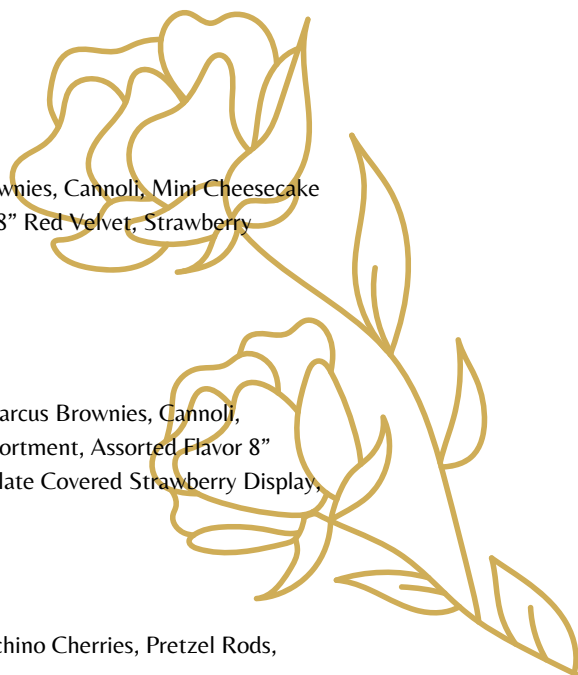 wnies, Cannoli, Mini Cheesecake
8” Red Velvet, Strawberry
arcus Brownies, Cannoli,
ortment, Assorted Flavor 8”
late Covered Strawberry Display,
chino Cherries, Pretzel Rods,